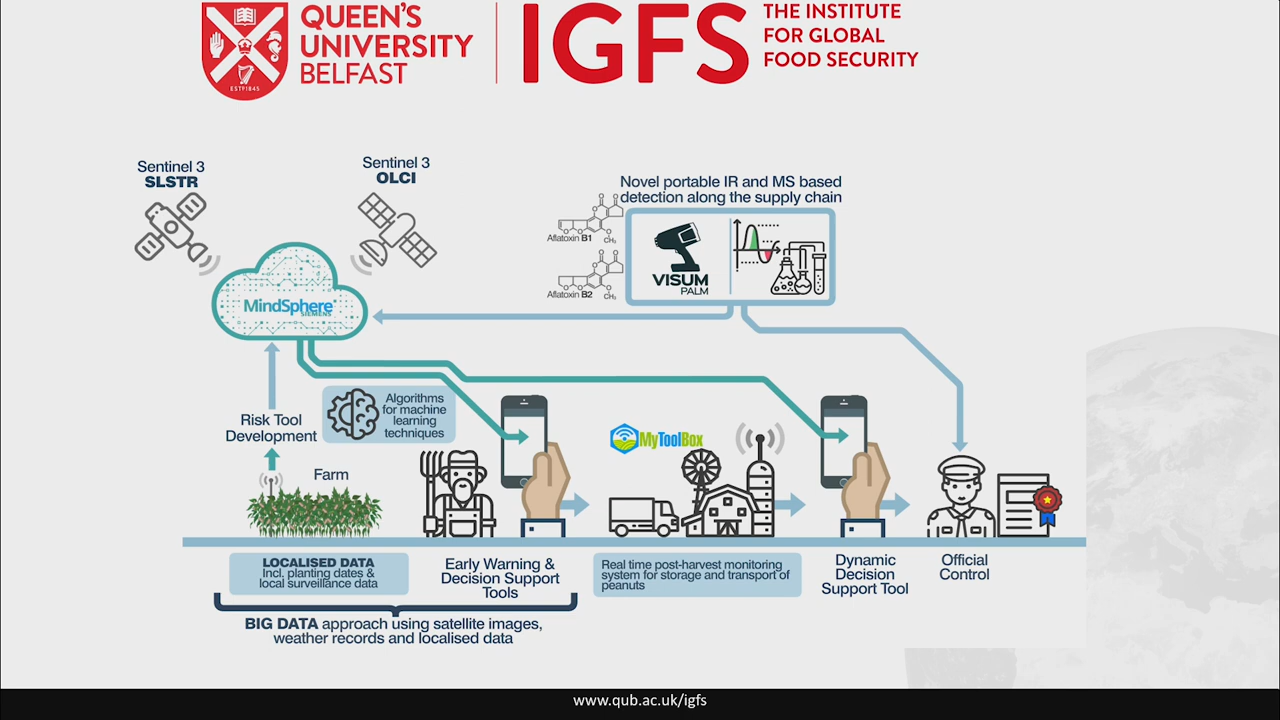 QUEEN'S
UNIVERSITY
BELFAST
ESTD1845
IGFS
THE INSTITUTE
FOR GLOBAL
FOOD SECURITY
Sentinel 3
SLSTR
Sentinel 3
OLCI
Novel portable IR and MS based
detection along the supply chain
Aflatoxin B1
CH₃
Aflatoxin B2
CH₃
VISUM
PALM
MindSphere
SIEMENS
Risk Tool
Development
Algorithms
for machine
learning
techniques
MyToolBox
Farm
LOCALISED DATA
Incl. planting dates &
local surveillance data
Early Warning &
Decision Support
Tools
Real time post-harvest monitoring
system for storage and transport of
peanuts
Dynamic
Decision
Support Tool
Official
Control
BIG DATA approach using satellite images,
weather records and localised data
www.qub.ac.uk/igfs